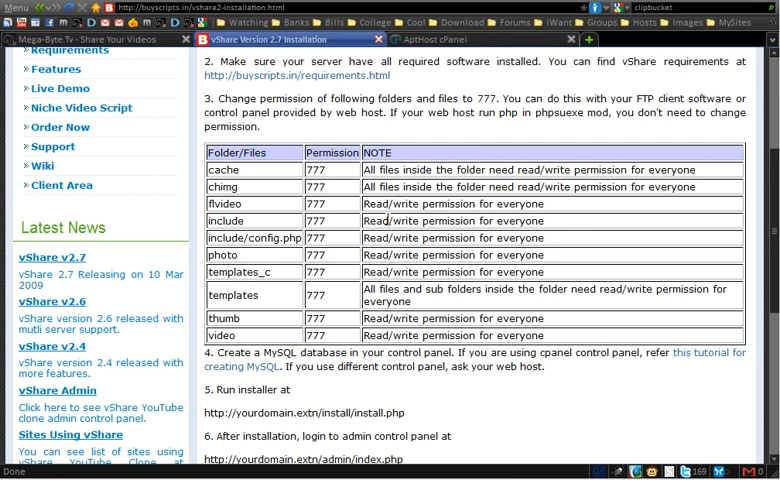 Menu
http://buyscripts.in/vshare2-installation.html
clipbucket
Watching Banks Bills College Cool Download Forums iWant Groups Hosts Images MySites
Mega-Byte.Tv - Share Your Videos
vShare Version 2.7 Installation
AptHost cPanel
Requirements
Features
Live Demo
Niche Video Script
Order Now
Support
Wiki
Client Area
Latest News
vShare v2.7
vShare 2.7 Releasing on 10 Mar
2009
vShare v2.6
vShare version 2.6 released with
mutli server support.
vShare v2.4
vShare version 2.4 released with
more features.
vShare Admin
Click here to see vShare YouTube
clone admin control panel.
Sites Using vShare
You can see list of sites using
vShare YouTube Clone at
2. Make sure your server have all required software installed. You can find vShare requirements at
http://buyscripts.in/requirements.html
3. Change permission of following folders and files to 777. You can do this with your FTP client software or
control panel provided by web host. If your web host run php in phpsuexe mod, you don't need to change
permission.
Folder/Files Permission NOTE
cache 777 All files inside the folder need read/write permission for everyone
chimg 777 All files inside the folder need read/write permission for everyone
flvideo 777 Read/write permission for everyone
include 777 Read/write permission for everyone
include/config.php 777 Read/write permission for everyone
photo 777 Read/write permission for everyone
templates_c 777 Read/write permission for everyone
templates 777 All files and sub folders inside the folder need read/write permission for
everyone
thumb 777 Read/write permission for everyone
video 777 Read/write permission for everyone
4. Create a MySQL database in your control panel. If you are using cpanel control panel, refer this tutorial for
creating MySQL. If you use different control panel, ask your web host.
5. Run installer at
http://yourdomain.extn/install/install.php
6. After installation, login to admin control panel at
http://yourdomain.extn/admin/index.php
Done
169
0